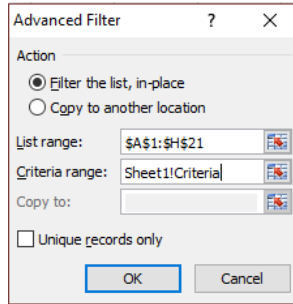 Advanced Filter ? ×
Action
Filter the list, in-place
Copy to another location
List range: $A$1:$H$21
Criteria range: Sheet1!Criteria
Copy to:
Unique records only
OK Cancel